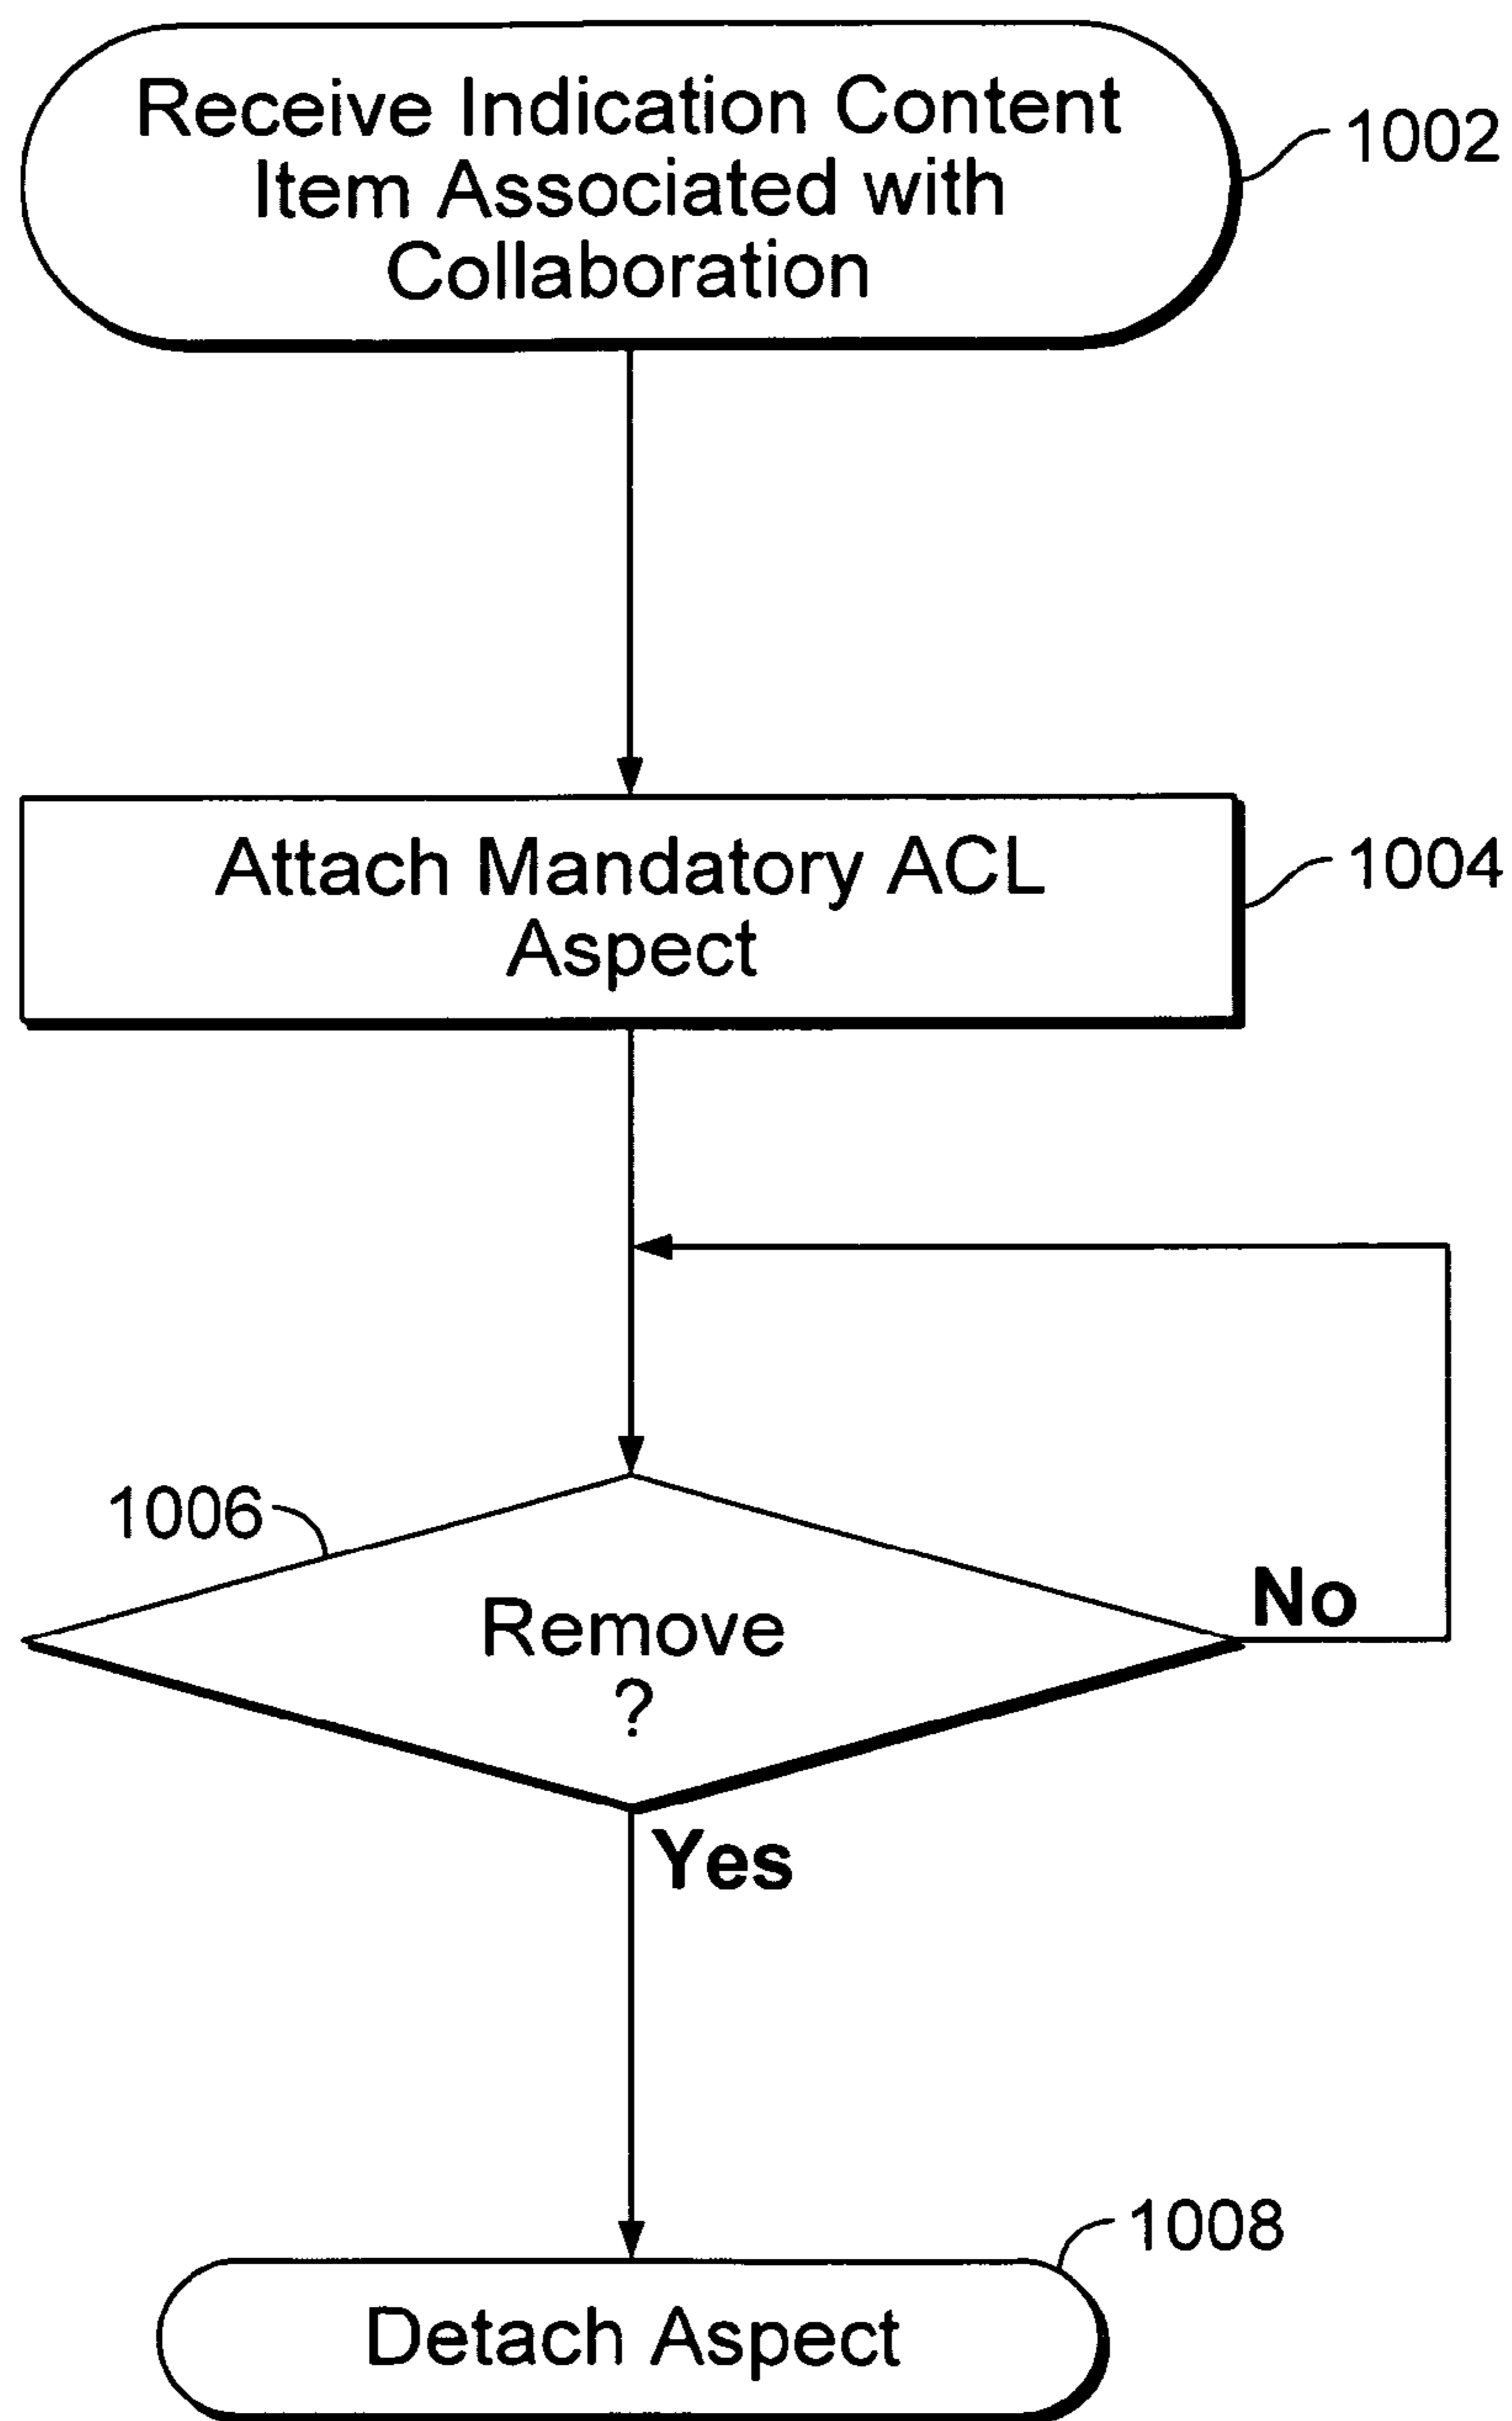 Receive Indication Content
Item Associated with
Collaboration
1002
Attach Mandatory ACL
Aspect
1004
1006
Remove
?
No
Yes
1008
Detach Aspect